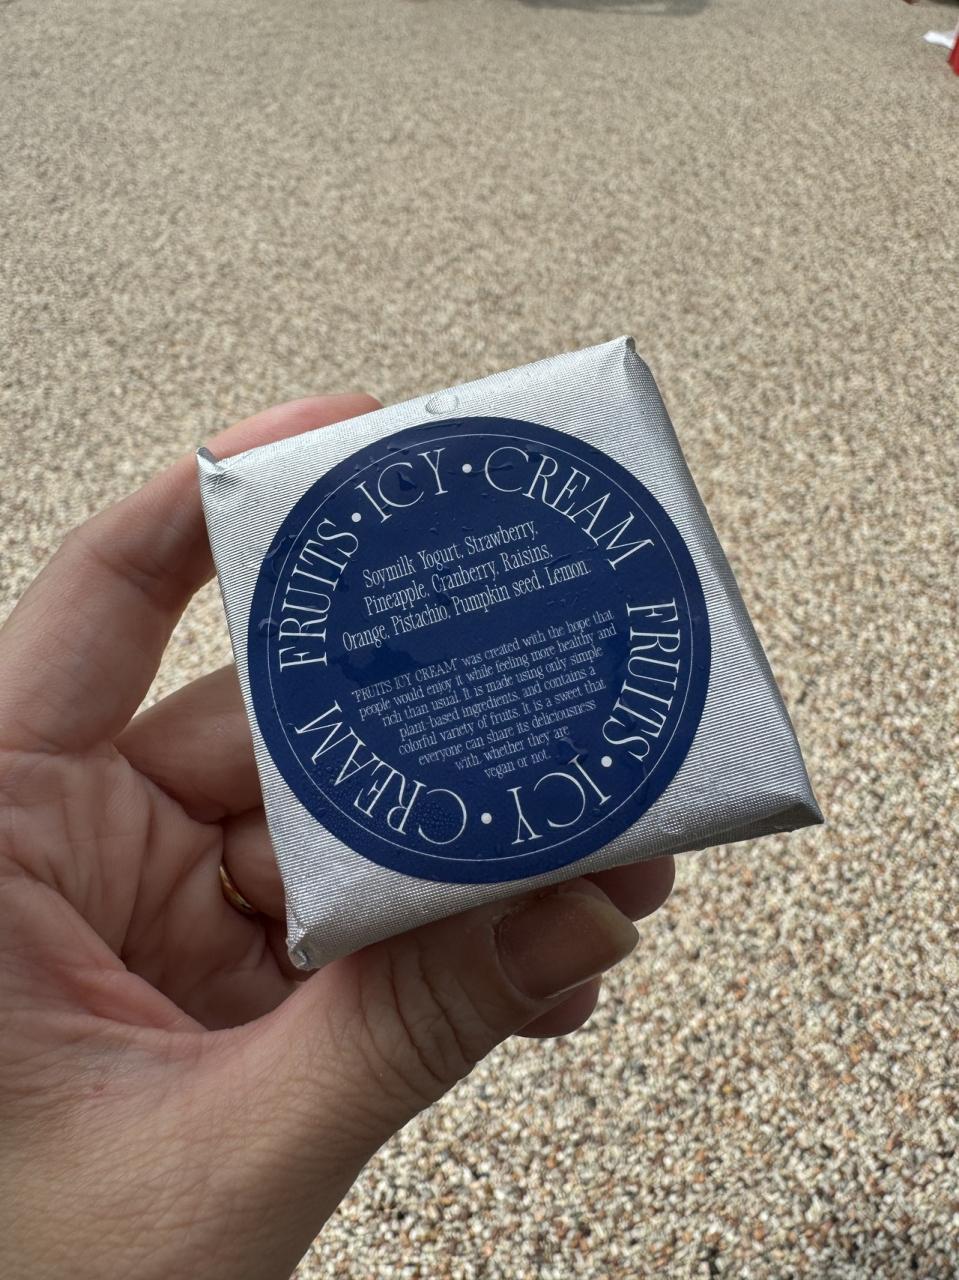 FRUITS • ICY • CREAM
Soymilk Yogurt, Strawberry,
Pineapple, Cranberry, Raisins,
Orange, Pistachio, Pumpkin seed, Lemon
"FRUITS ICY CREAM" was created with the hope that
people would enjoy it while feeling more healthy and
rich than usual. It is made using only simple
plant-based ingredients, and contains a
colorful variety of fruits. It is a sweet that
everyone can share its deliciousness
with, whether they are
vegan or not.
FRUITS • ICY • CREAM